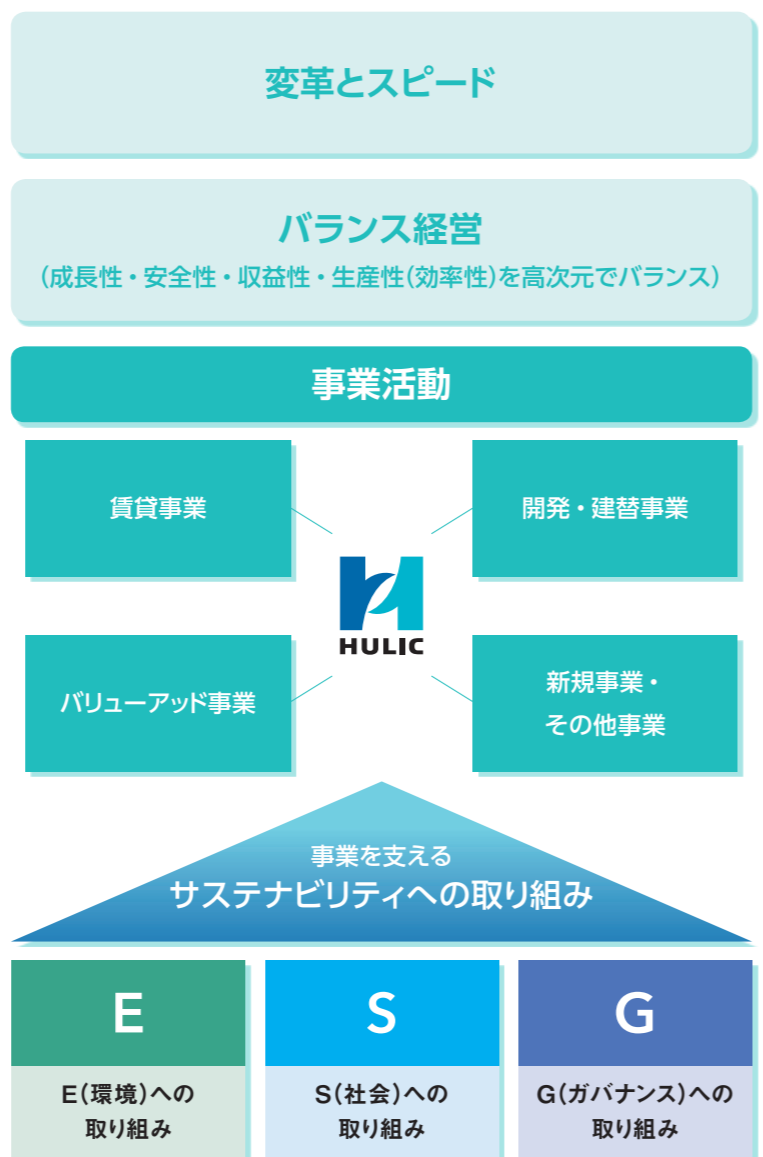 変革とスピード
バランス経営
(成長性・安全性・収益性・生産性(効率性)を高次元でバランス)
事業活動
賃貸事業
開発・建替事業
HULIC
バリューアッド事業
新規事業・
その他事業
事業を支える
サステナビリティへの取り組み
E
S
G
E(環境)への
取り組み
S(社会)への
取り組み
G(ガバナンス)への
取り組み